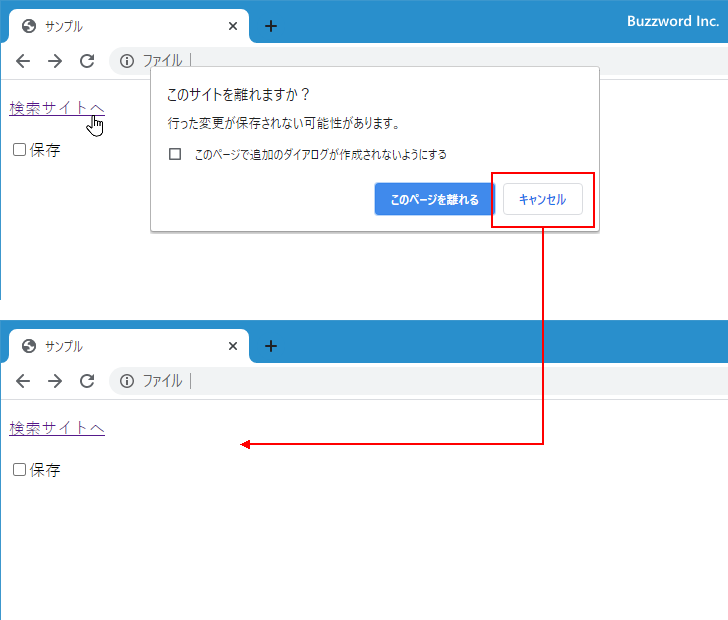 サンプル
Buzzword Inc.
ファイル
検索サイトへ
保存
このサイトを離れますか？
行った変更が保存されない可能性があります。
このページで追加のダイアログが作成されないようにする
このページを離れる
キャンセル
サンプル
ファイル
検索サイトへ
保存